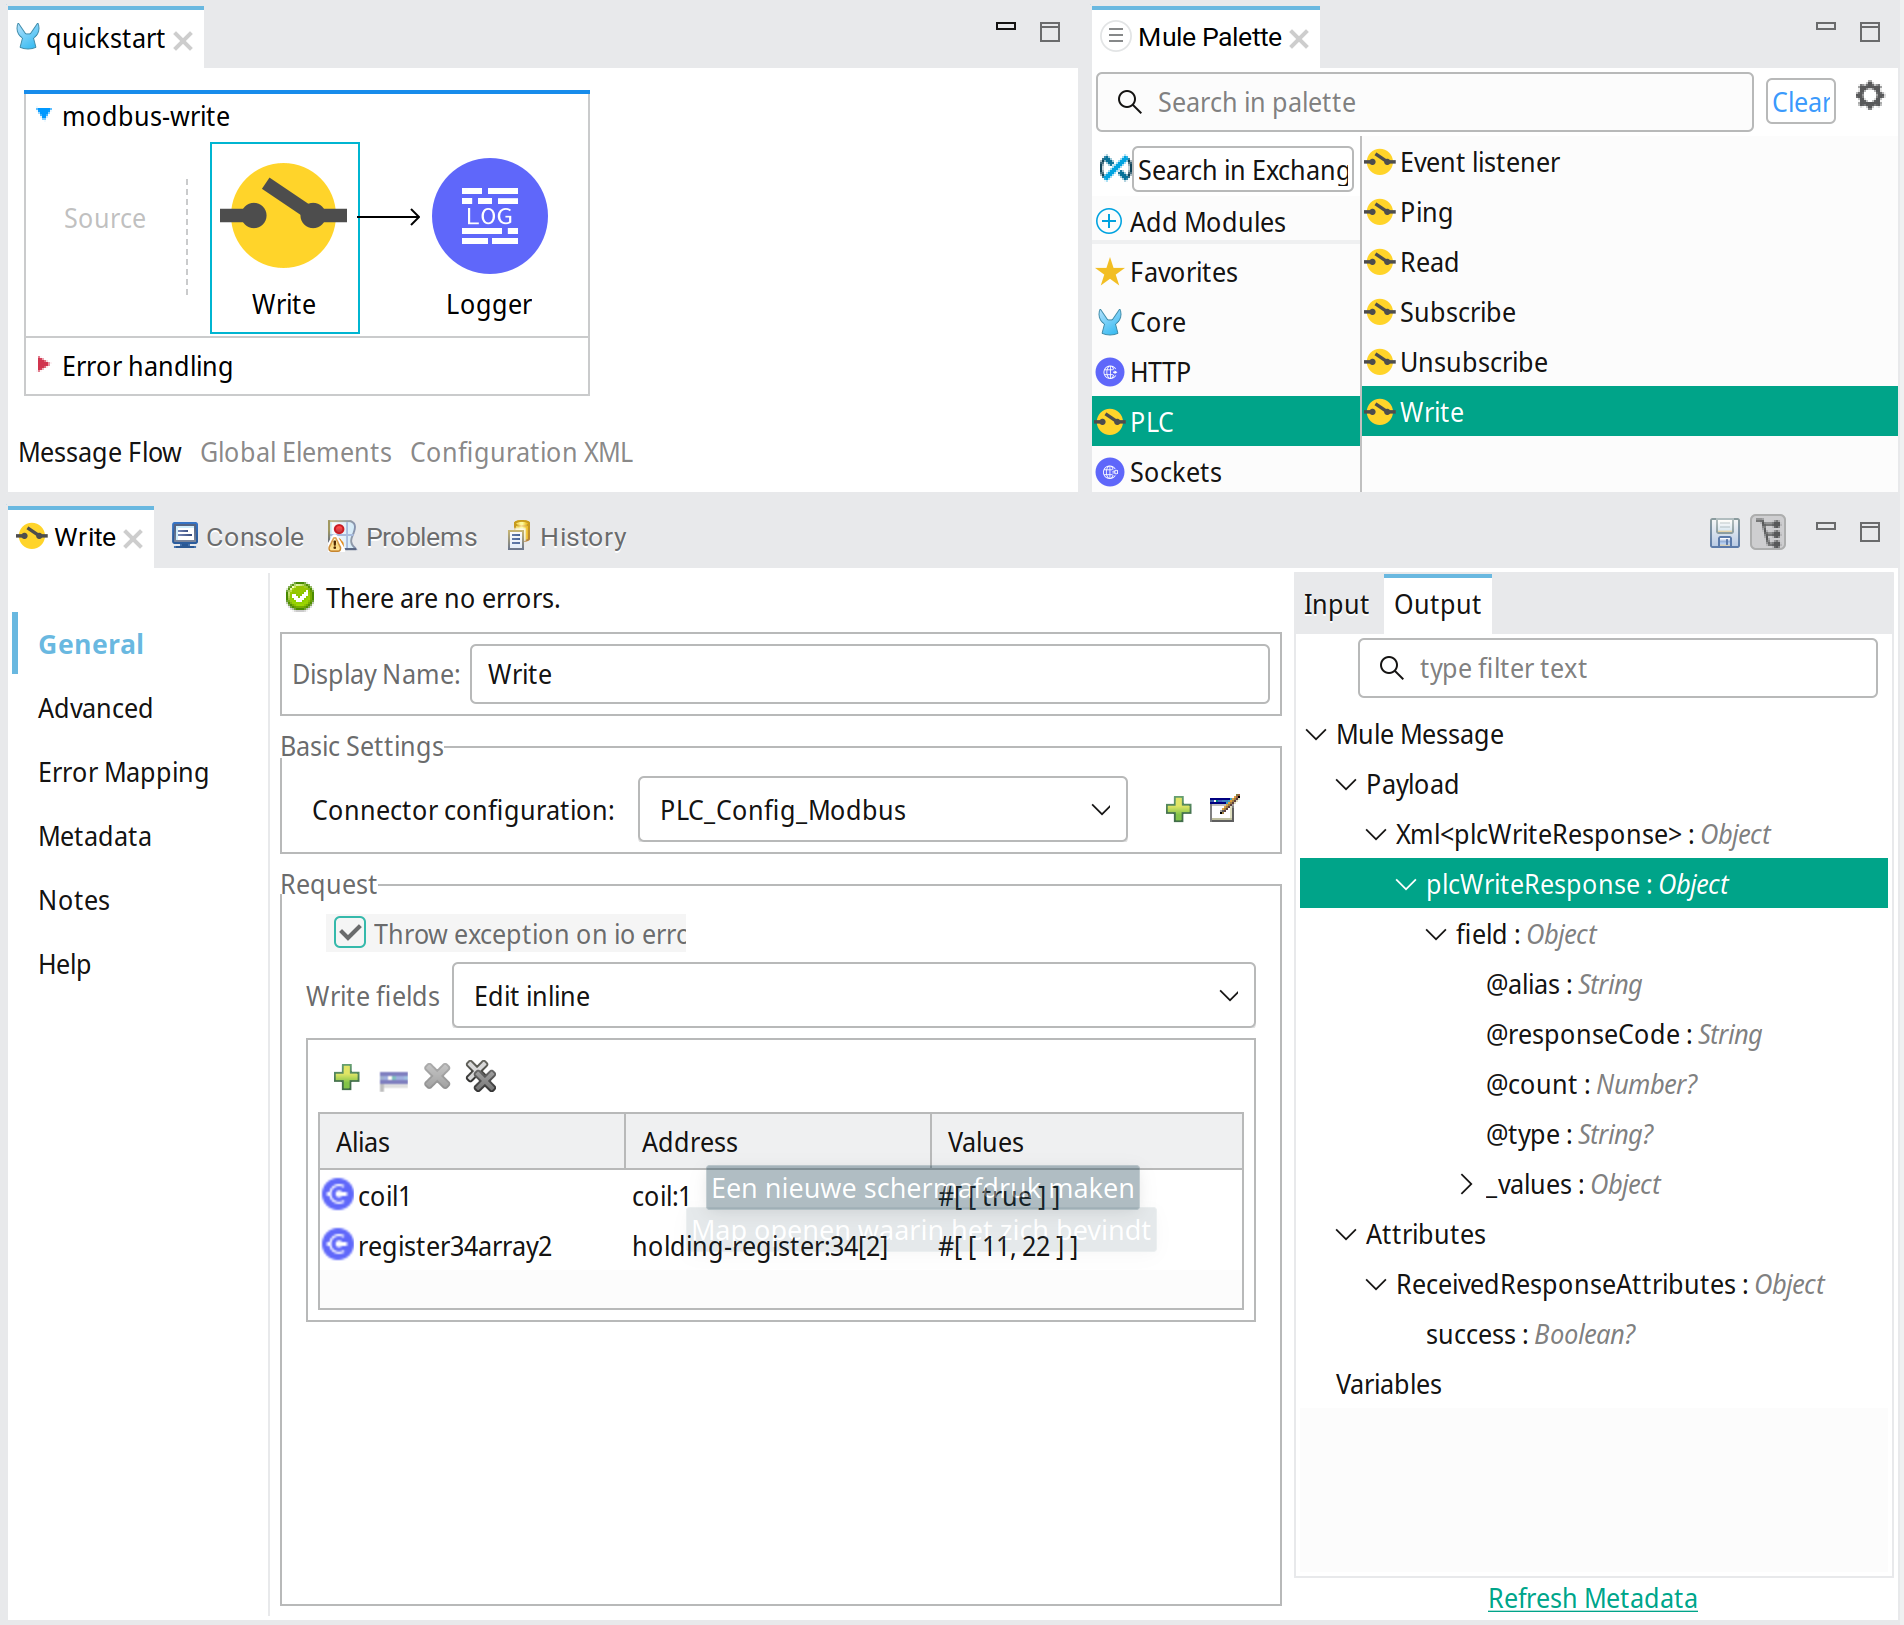 quickstart
modbus-write
Source
LOG
Write
Logger
Error handling
Message Flow Global Elements Configuration XML
Mule Palette
Search in palette
Clear
Search in Exchang
Add Modules
Favorites
Core
HTTP
PLC
Sockets
Event listener
Ping
Read
Subscribe
Unsubscribe
Write
Write Console Problems History
General
Advanced
Error Mapping
Metadata
Notes
Help
There are no errors.
Display Name: Write
Basic Settings
Connector configuration: PLC_Config_Modbus
Request
Throw exception on io erro
Write fields Edit inline
Alias Address Values
coil1 coil:1 #[ [ true ] ]
Een nieuwe schermafdruk maken
Map openen waarin het zich bevindt
register34array2 holding-register:34[2] #[ [ 11, 22 ] ]
Input Output
type filter text
Mule Message
Payload
Xml<plcWriteResponse> : Object
plcWriteResponse : Object
field : Object
@alias : String
@responseCode : String
@count : Number?
@type : String?
_values : Object
Attributes
ReceivedResponseAttributes : Object
success : Boolean?
Variables
Refresh Metadata